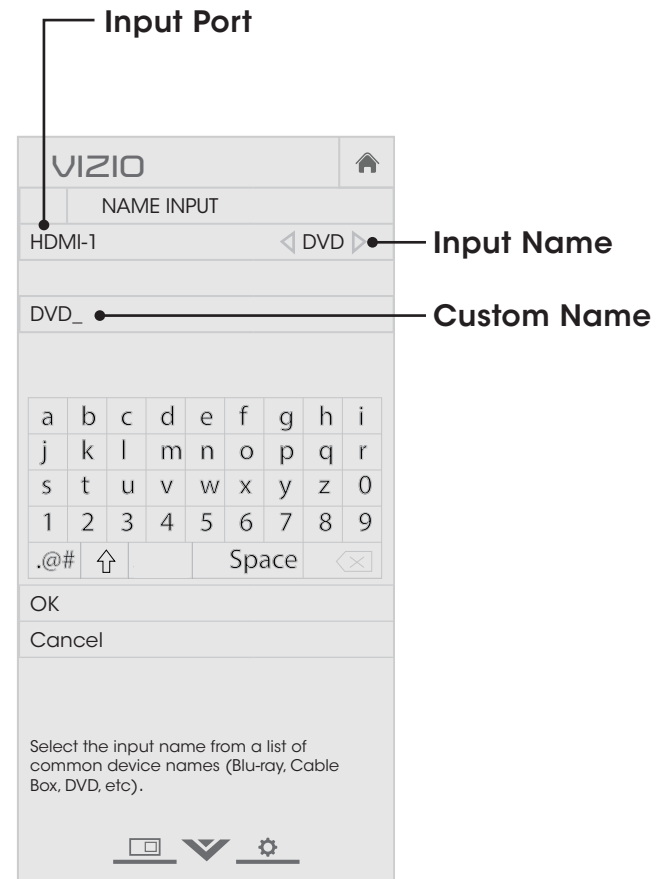 Input Port
VIZIO
NAME INPUT
HDMI-1 DVD Input Name
DVD_ Custom Name
a b c d e f g h i
j k l m n o p q r
s t u v w x y z 0
1 2 3 4 5 6 7 8 9
.@# Space
OK
Cancel
Select the input name from a list of
common device names (Blu-ray, Cable
Box, DVD, etc).